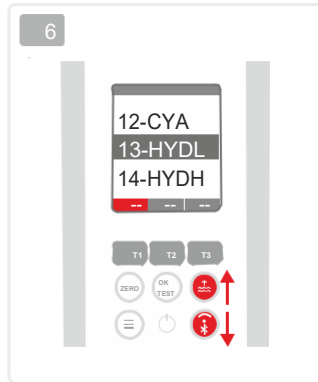 6
12-CYA
13-HYDL
14-HYDH
-- -- --
T1 T2 T3
ZERO OK TEST